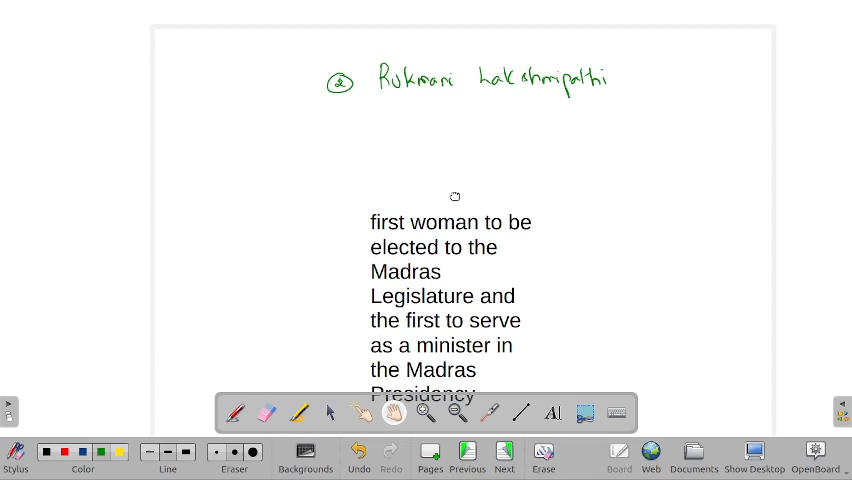 ② Rukmani Lakshmipathi
first woman to be
elected to the
Madras
Legislature and
the first to serve
as a minister in
the Madras
Presidency
Stylus
Color
Line
Eraser
Backgrounds
Undo
Redo
Pages
Previous
Next
Erase
Board
Web
Documents
Show Desktop
OpenBoard